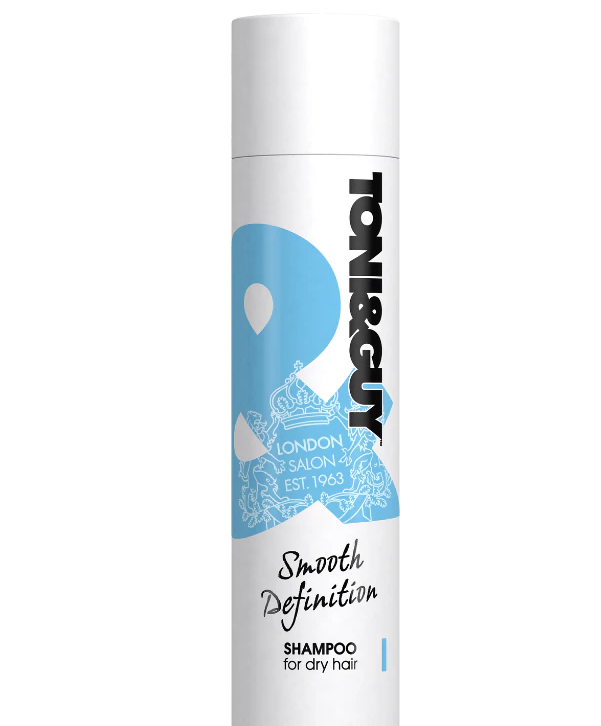 TONI&GUY
LONDON
SALON
EST. 1963
Smooth
Definition
SHAMPOO
for dry hair